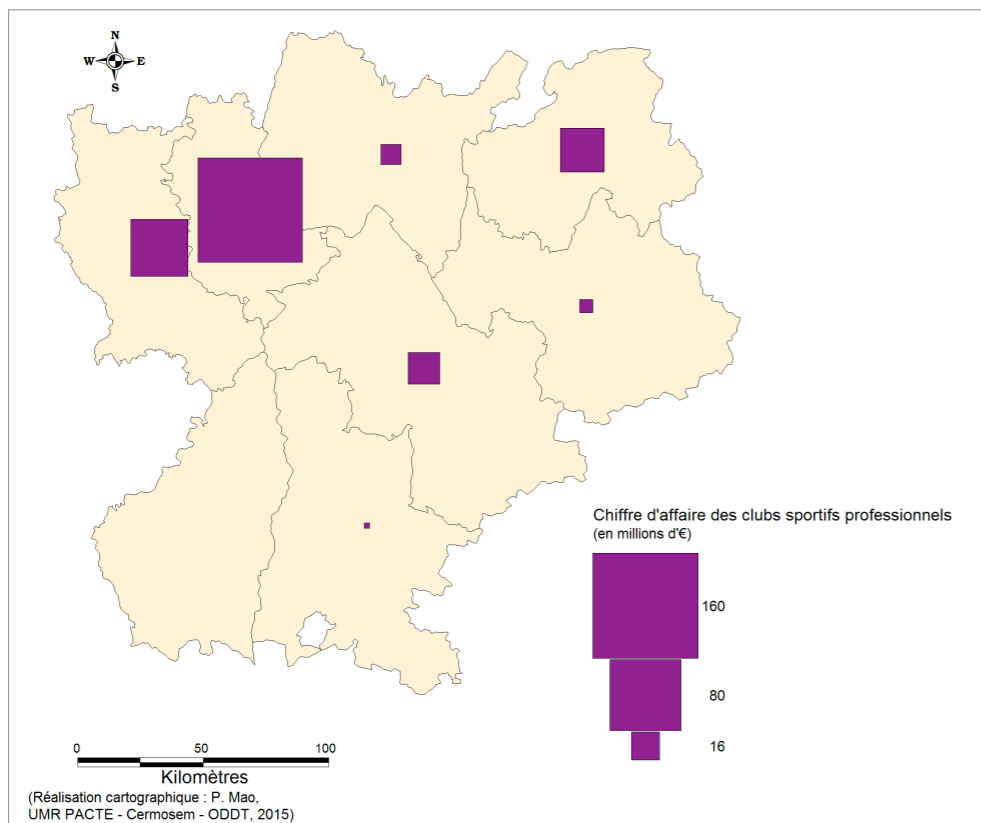 N
W E
S
Chiffre d'affaire des clubs sportifs professionnels
(en millions d'€)
160
80
16
0 50 100
Kilomètres
(Réalisation cartographique : P. Mao,
UMR PACTE - Cermosem - ODDT, 2015)